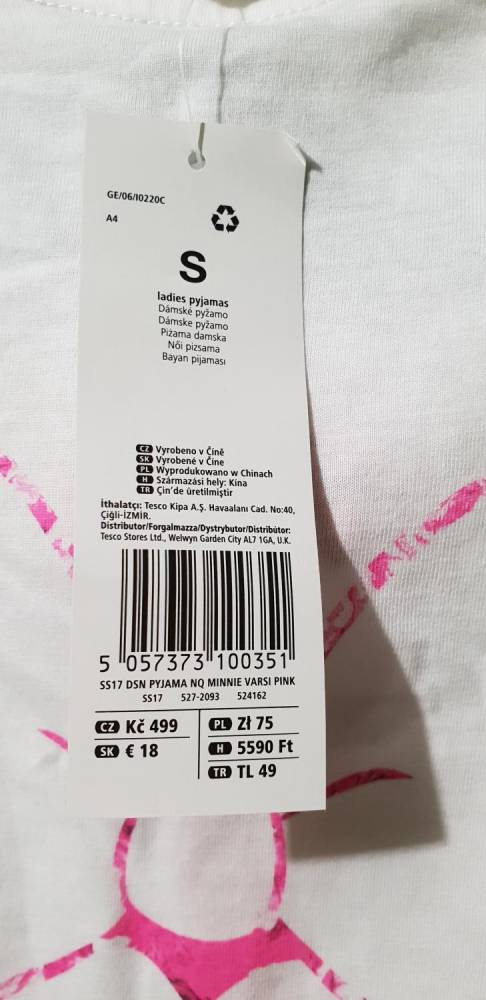 GE/06/I0220C
A4
S
ladies pyjamas
Dámské pyžamo
Dámske pyžamo
Piżama damska
Női pizsama
Bayan pijaması
CZ Vyrobeno v Číně
SK Vyrobené v Číne
PL Wyprodukowano w Chinach
H Származási hely: Kína
TR Çin'de üretilmiştir
İthalatçı: Tesco Kipa A.Ş. Havaalanı Cad. No:40,
Çiğli-İZMİR.
Distributor/Forgalmazza/Dystrybutor/Distribútor:
Tesco Stores Ltd., Welwyn Garden City AL7 1GA, U.K.
5 057373 100351
SS17 DSN PYJAMA NQ MINNIE VARSI PINK
SS17 527-2093 524162
CZ Kč 499
SK € 18
PL Zł 75
H 5590 Ft
TR TL 49